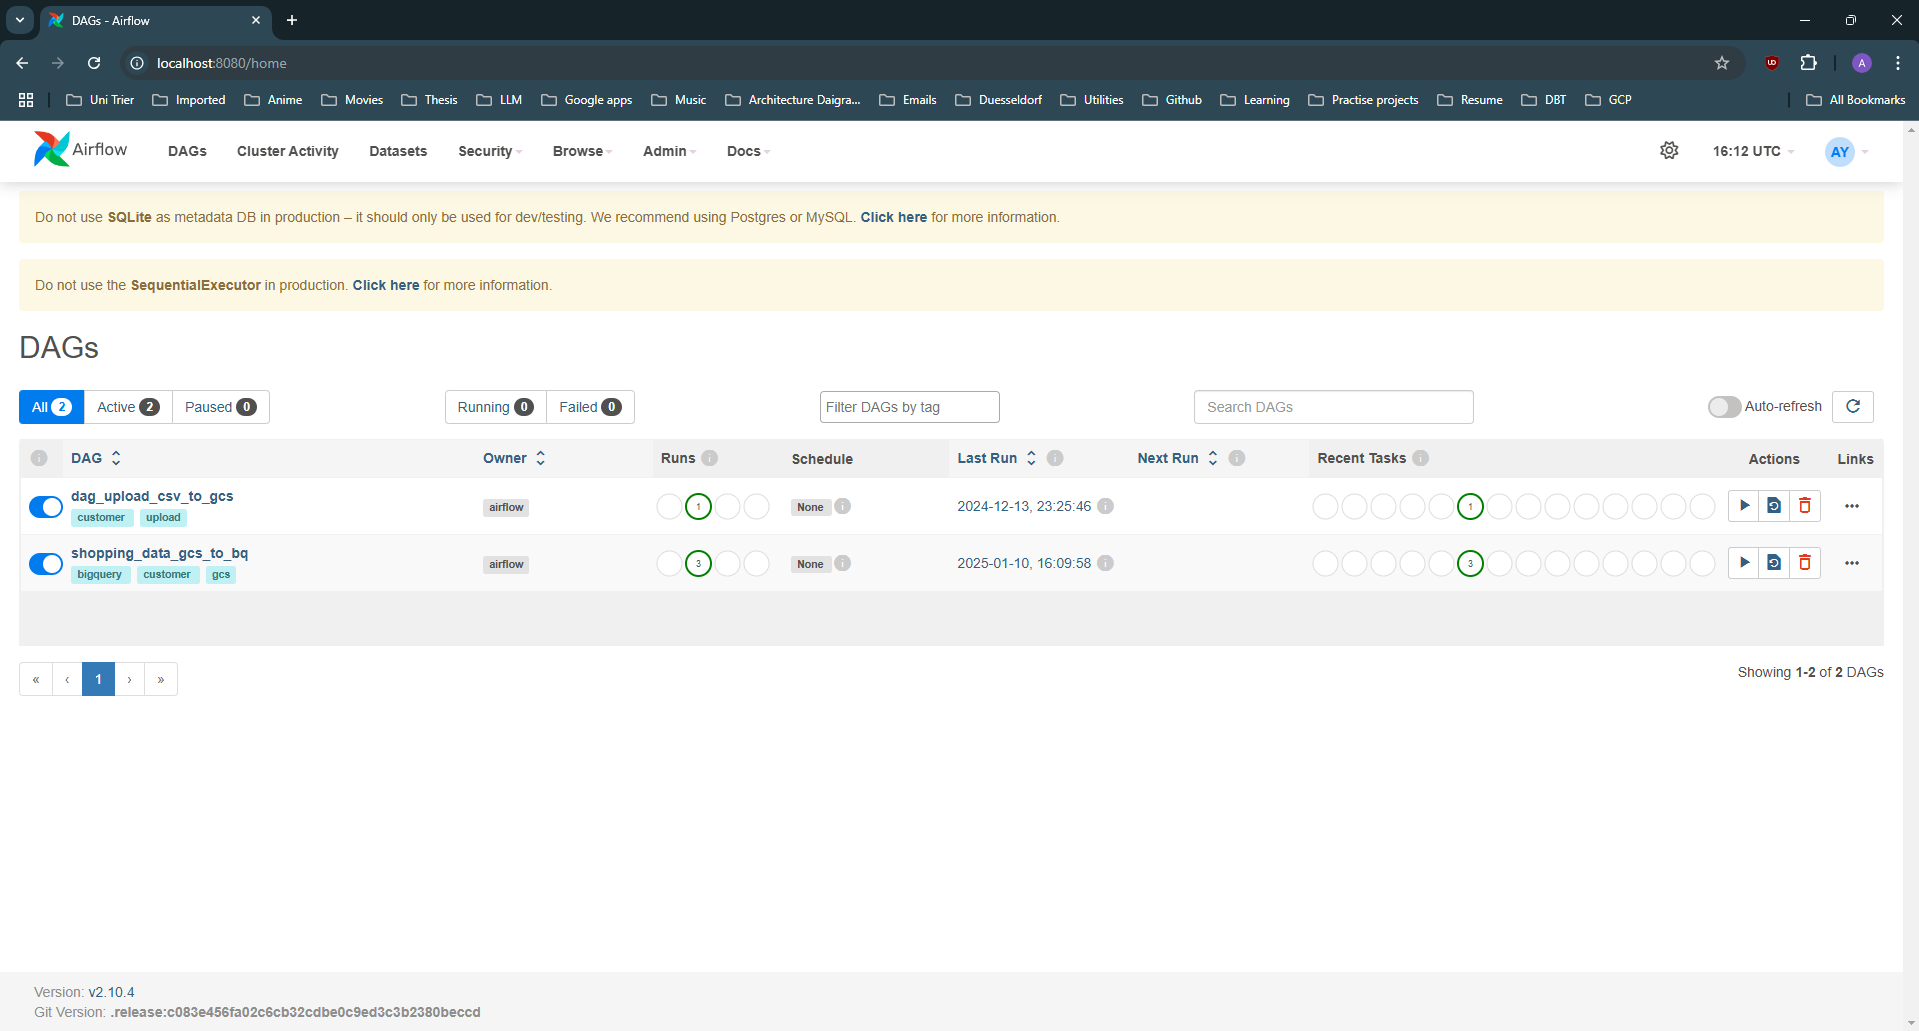 DAGs - Airflow
localhost:8080/home
Uni Trier Imported Anime Movies Thesis LLM Google apps Music Architecture Daigra... Emails Duesseldorf Utilities Github Learning Practise projects Resume DBT GCP All Bookmarks
Airflow DAGs Cluster Activity Datasets Security Browse Admin Docs 16:12 UTC AY
Do not use SQLite as metadata DB in production – it should only be used for dev/testing. We recommend using Postgres or MySQL. Click here for more information.
Do not use the SequentialExecutor in production. Click here for more information.
DAGs
All 2 Active 2 Paused 0 Running 0 Failed 0 Filter DAGs by tag Search DAGs Auto-refresh
DAG Owner Runs Schedule Last Run Next Run Recent Tasks Actions Links
dag_upload_csv_to_gcs
customer upload
airflow 1 None 2024-12-13, 23:25:46 1
shopping_data_gcs_to_bq
bigquery customer gcs
airflow 3 None 2025-01-10, 16:09:58 3
« ‹ 1 › »
Showing 1-2 of 2 DAGs
Version: v2.10.4
Git Version: .release:c083e456fa02c6cb32cdbe0c9ed3c3b2380beccd